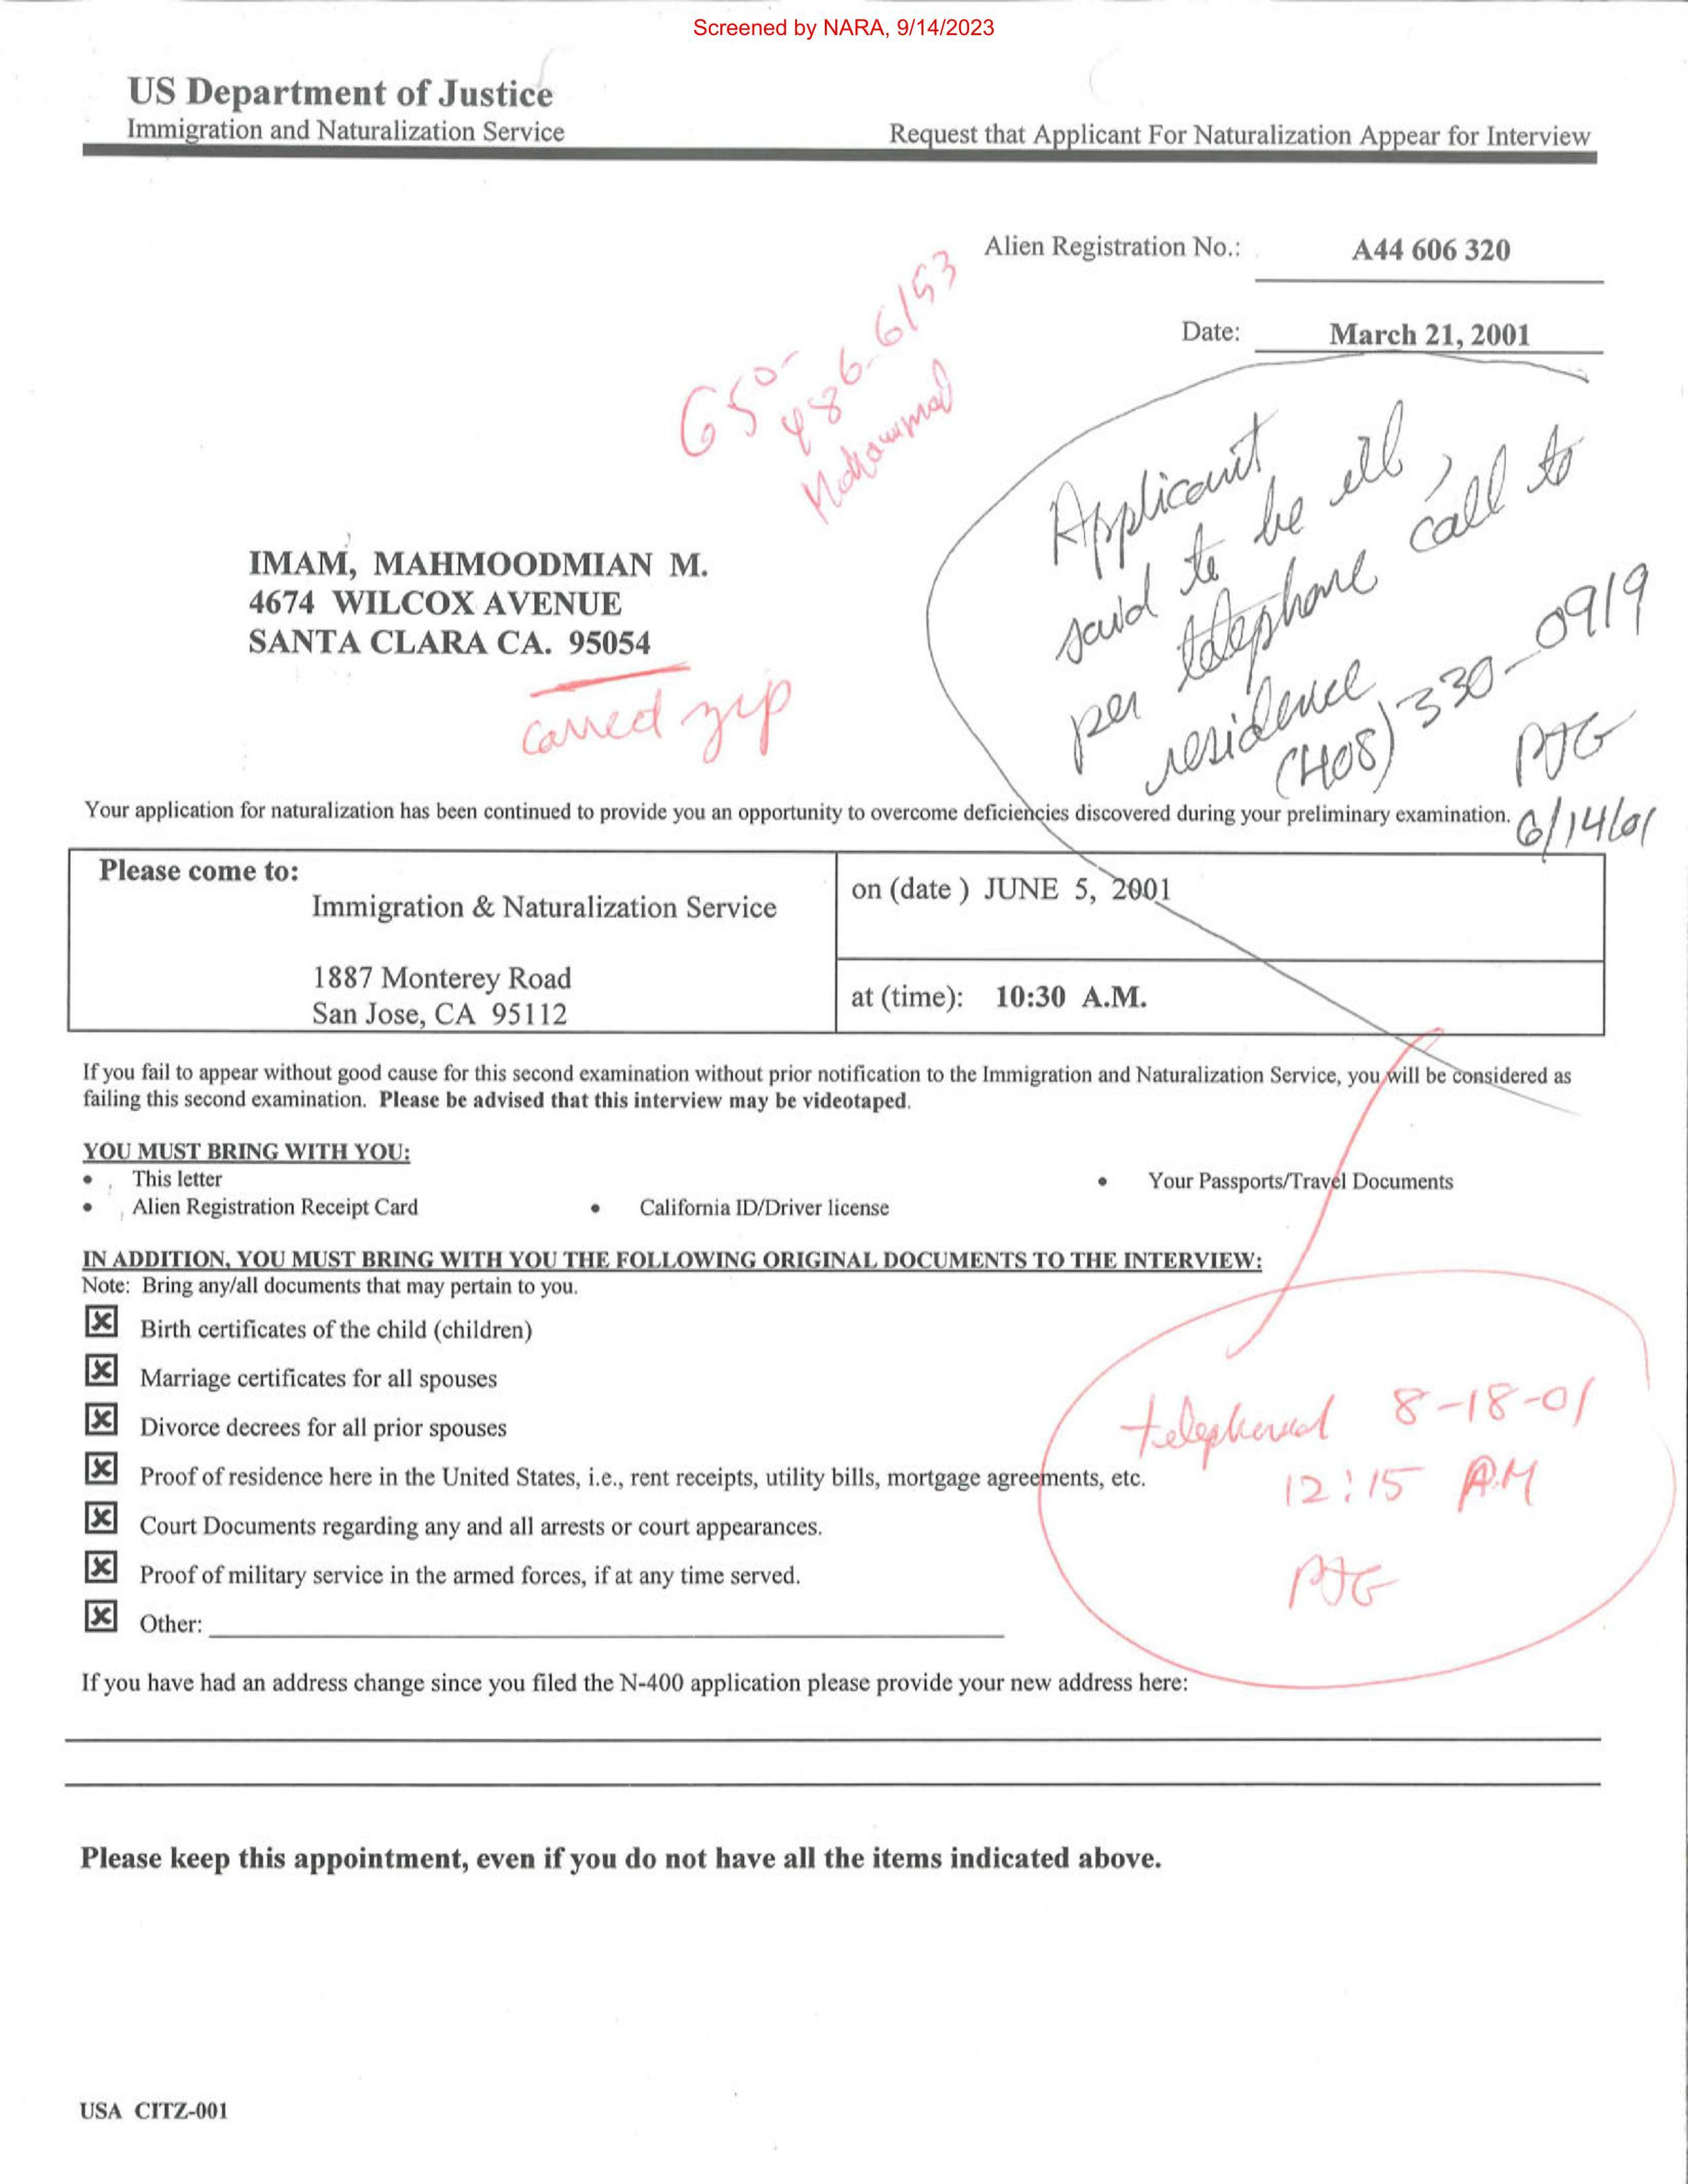 Screened by NARA, 9/14/2023
US Department of Justice
Immigration and Naturalization Service
Request that Applicant For Naturalization Appear for Interview
Alien Registration No.: A44 606 320
Date: March 21, 2001
650-
486-6153
Mohammad
Applicant
said to be ill,
per telephone call to
residence
(408) 330-0919
PJG
6/14/01
IMAM, MAHMOODMIAN M.
4674 WILCOX AVENUE
SANTA CLARA CA. 95054
zip
Your application for naturalization has been continued to provide you an opportunity to overcome deficiencies discovered during your preliminary examination.
Please come to:
Immigration & Naturalization Service
1887 Monterey Road
San Jose, CA 95112
on (date ) JUNE 5, 2001
at (time): 10:30 A.M.
If you fail to appear without good cause for this second examination without prior notification to the Immigration and Naturalization Service, you will be considered as
failing this second examination. Please be advised that this interview may be videotaped.
YOU MUST BRING WITH YOU:
• This letter
• Your Passports/Travel Documents
• Alien Registration Receipt Card
• California ID/Driver license
IN ADDITION, YOU MUST BRING WITH YOU THE FOLLOWING ORIGINAL DOCUMENTS TO THE INTERVIEW:
Note: Bring any/all documents that may pertain to you.
☒ Birth certificates of the child (children)
☒ Marriage certificates for all spouses
☒ Divorce decrees for all prior spouses
☒ Proof of residence here in the United States, i.e., rent receipts, utility bills, mortgage agreements, etc.
☒ Court Documents regarding any and all arrests or court appearances.
☒ Proof of military service in the armed forces, if at any time served.
☒ Other:
telephoned 8-18-01
12:15 AM
PJG
If you have had an address change since you filed the N-400 application please provide your new address here:
Please keep this appointment, even if you do not have all the items indicated above.
USA CITZ-001